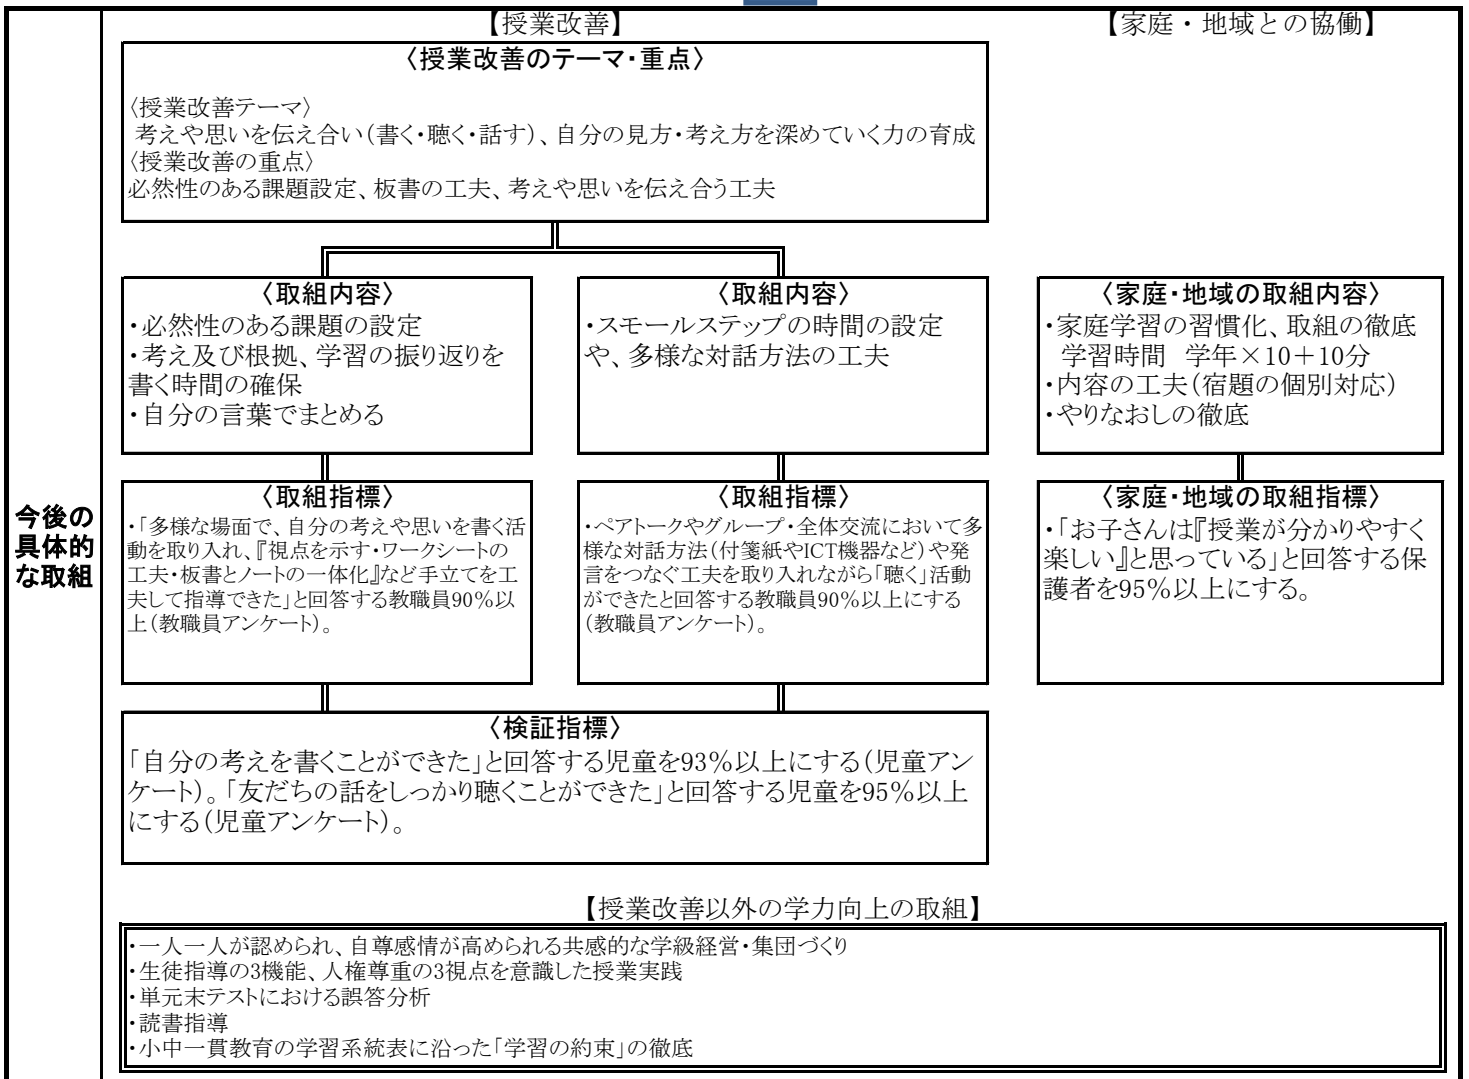 【授業改善】
【家庭・地域との協働】
〈授業改善のテーマ・重点〉
〈授業改善テーマ〉
考えや思いを伝え合い(書く・聴く・話す)、自分の見方・考え方を深めていく力の育成
〈授業改善の重点〉
必然性のある課題設定、板書の工夫、考えや思いを伝え合う工夫
〈取組内容〉
・必然性のある課題の設定
・考え及び根拠、学習の振り返りを
書く時間の確保
・自分の言葉でまとめる
〈取組内容〉
・スモールステップの時間の設定
や、多様な対話方法の工夫
〈家庭・地域の取組内容〉
・家庭学習の習慣化、取組の徹底
学習時間 学年×10+10分
・内容の工夫(宿題の個別対応)
・やりなおしの徹底
今後の
具体的
な取組
〈取組指標〉
・「多様な場面で、自分の考えや思いを書く活
動を取り入れ、『視点を示す・ワークシートの
工夫・板書とノートの一体化』など手立てを工
夫して指導できた」と回答する教職員90%以
上(教職員アンケート)。
〈取組指標〉
・ペアトークやグループ・全体交流において多
様な対話方法(付箋紙やICT機器など)や発
言をつなぐ工夫を取り入れながら「聴く」活動
ができたと回答する教職員90%以上にする
(教職員アンケート)。
〈家庭・地域の取組指標〉
・「お子さんは『授業が分かりやすく
楽しい』と思っている」と回答する保
護者を95%以上にする。
〈検証指標〉
「自分の考えを書くことができた」と回答する児童を93%以上にする(児童アン
ケート)。「友だちの話をしっかり聴くことができた」と回答する児童を95%以上
にする(児童アンケート)。
【授業改善以外の学力向上の取組】
・一人一人が認められ、自尊感情が高められる共感的な学級経営・集団づくり
・生徒指導の3機能、人権尊重の3視点を意識した授業実践
・単元末テストにおける誤答分析
・読書指導
・小中一貫教育の学習系統表に沿った「学習の約束」の徹底